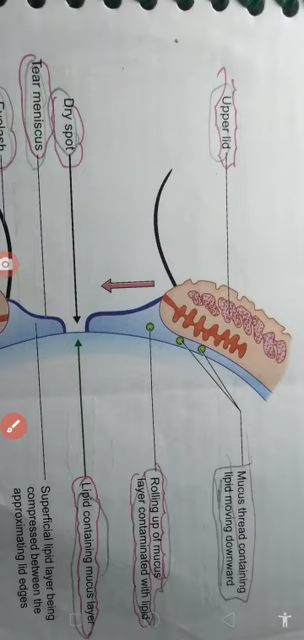 Upper lid
Mucus thread containing
lipid moving downward
Rolling up of mucus
layer contaminated with lipid
Dry spot
Lipid containing mucus layer
Tear meniscus
Superficial lipid layer being
compressed between the
approximating lid edges
Eyelash